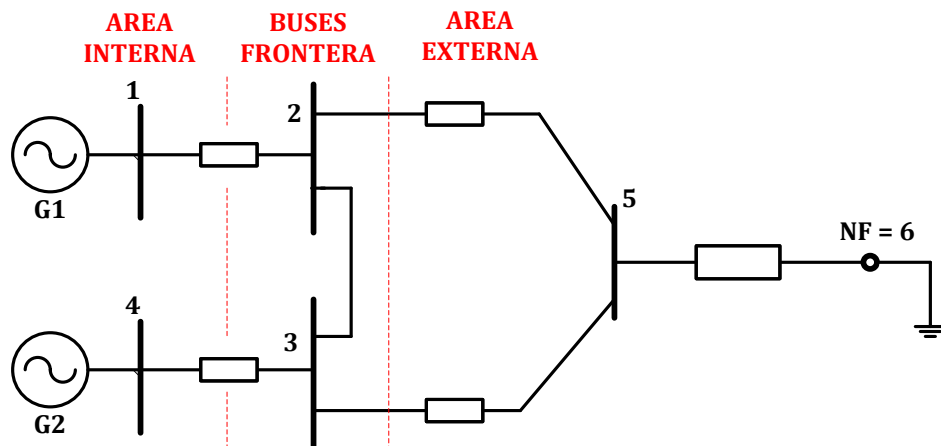 AREA
INTERNA
BUSES
FRONTERA
AREA
EXTERNA
1
2
G1
5
NF = 6
4
3
G2